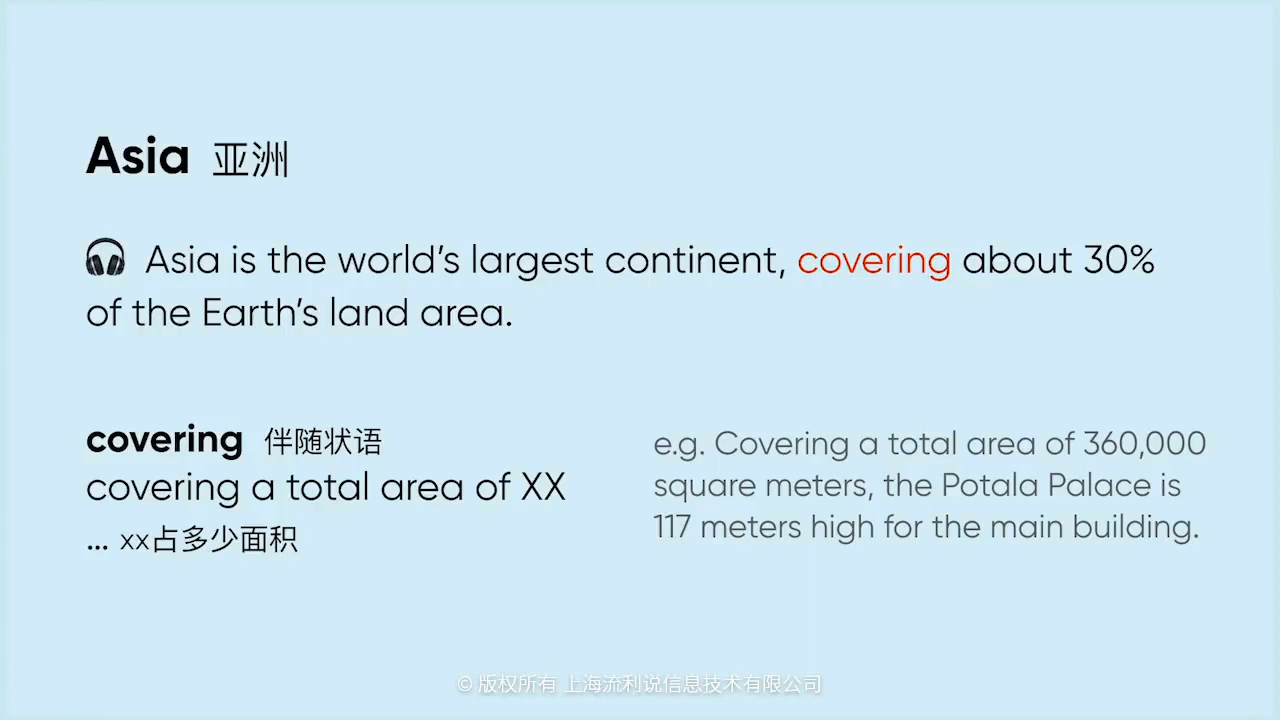 Asia 亚洲
Asia is the world’s largest continent, covering about 30%
of the Earth’s land area.
covering 伴随状语
covering a total area of XX
... xx占多少面积
e.g. Covering a total area of 360,000
square meters, the Potala Palace is
117 meters high for the main building.
© 版权所有 上海流利说信息技术有限公司